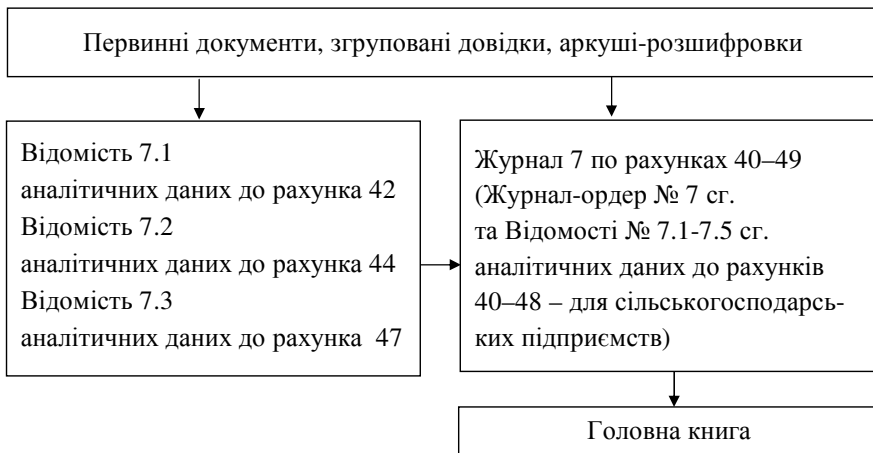 Первинні документи, згруповані довідки, аркуші-розшифровки
Відомість 7.1
аналітичних даних до рахунка 42
Відомість 7.2
аналітичних даних до рахунка 44
Відомість 7.3
аналітичних даних до рахунка 47
Журнал 7 по рахунках 40–49
(Журнал-ордер № 7 сг.
та Відомості № 7.1-7.5 сг.
аналітичних даних до рахунків
40–48 – для сільськогосподарсь-
ких підприємств)
Головна книга